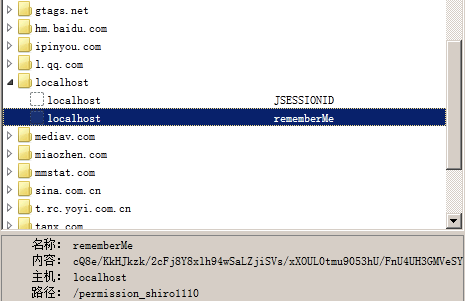 gtags.net
hm.baidu.com
ipinyou.com
l.qq.com
localhost
localhost JSESSIONID
localhost rememberMe
mediav.com
miaozhen.com
mmstat.com
sina.com.cn
t.rc.yoyi.com.cn
tanx.com
名称： rememberMe
内容： cQ8e/KkHJkzk/2cFj8Y8xlh94wSaLZjiSVs/xXOUL0tmu9053hU/FnU4UH3GMVeSY
主机： localhost
路径： /permission_shiro1110